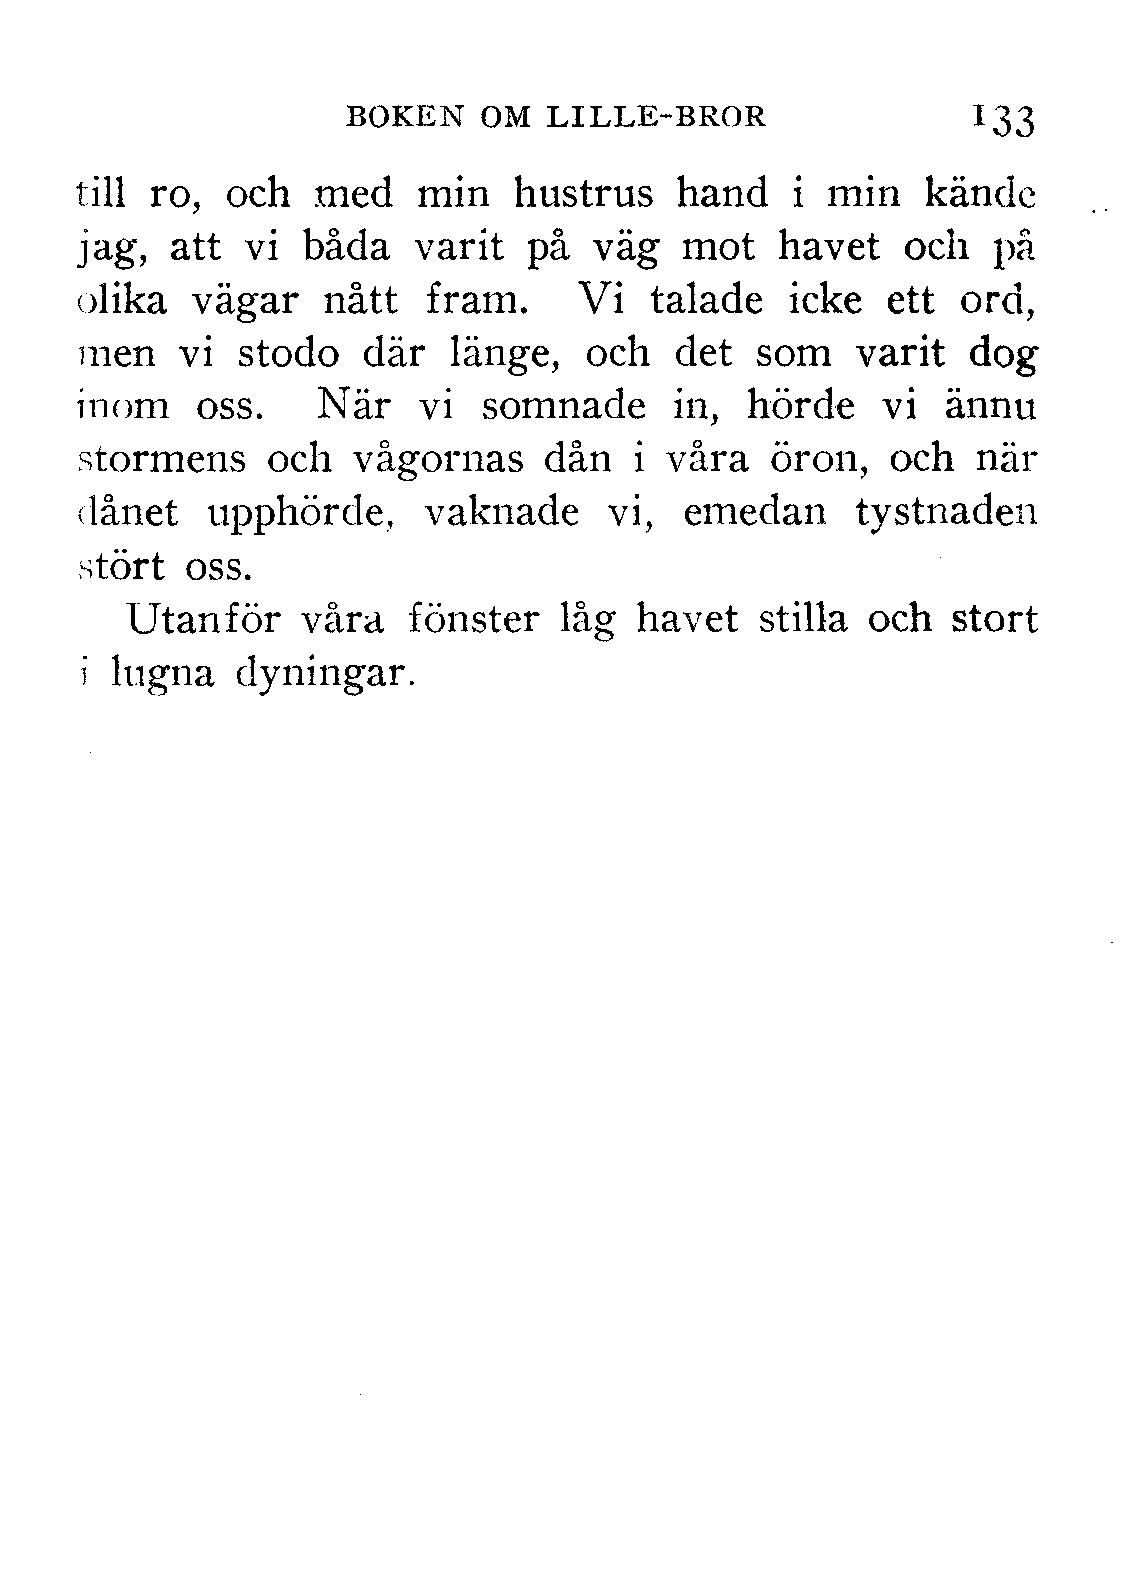 BOKEN OM LILLE-BROR 133
till ro, och med min hustrus hand i min kände
jag, att vi båda varit på väg mot havet och på
olika vägar nått fram. Vi talade icke ett ord,
men vi stodo där länge, och det som varit dog
inom oss. När vi somnade in, hörde vi ännu
stormens och vågornas dån i våra öron, och när
dånet upphörde, vaknade vi, emedan tystnaden
stört oss.
Utanför våra fönster låg havet stilla och stort
i lugna dyningar.